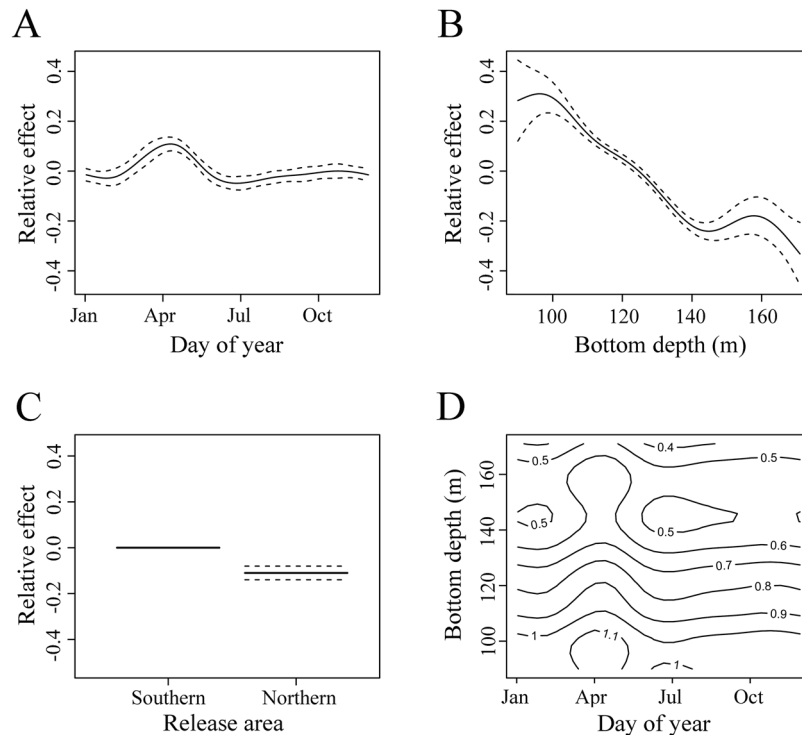 A
Relative effect
0.4
0.2
0.0
-0.2
-0.4
Jan
Apr
Jul
Oct
Day of year
B
Relative effect
0.4
0.2
0.0
-0.2
-0.4
100
120
140
160
Bottom depth (m)
C
Relative effect
0.4
0.2
0.0
-0.2
-0.4
Southern
Northern
Release area
D
Bottom depth (m)
160
140
120
100
0.5
0.4
0.5
0.5
0.5
0.6
0.7
0.8
0.9
1
1.1
1
Jan
Apr
Jul
Oct
Day of year